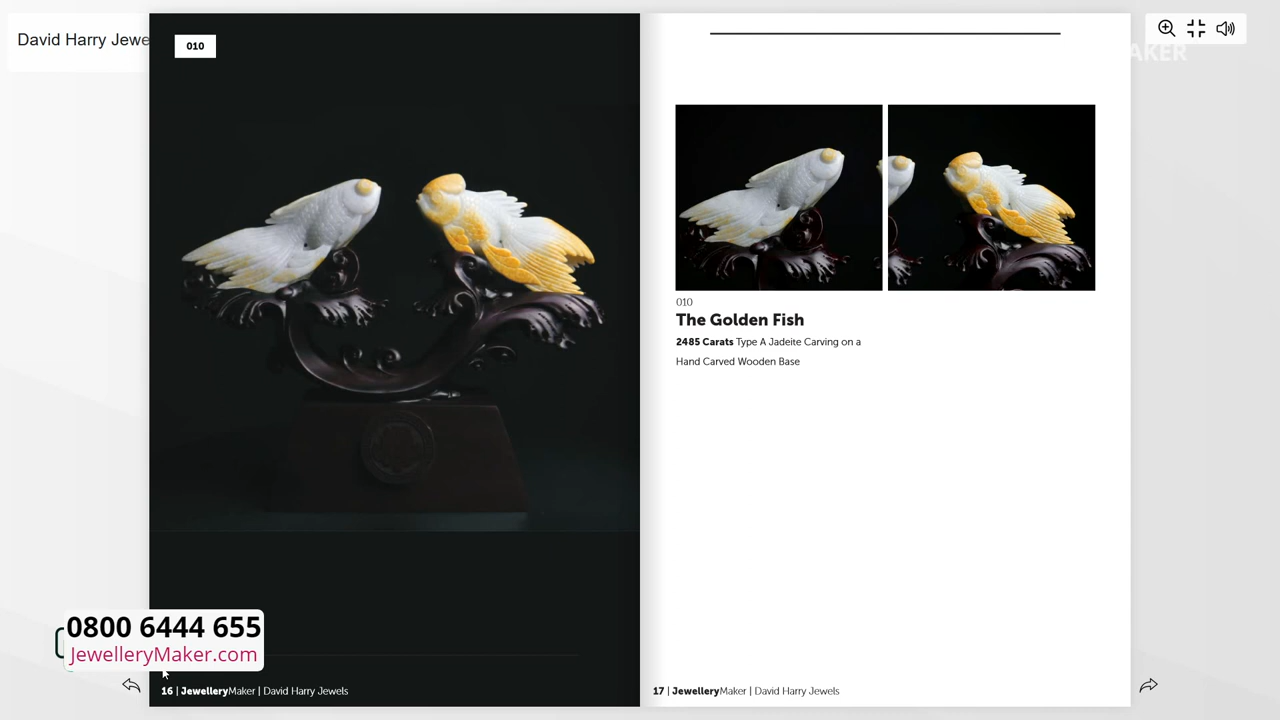 David Harry Jewe
010
AKER
010
The Golden Fish
2485 Carats Type A Jadeite Carving on a
Hand Carved Wooden Base
0800 6444 655
JewelleryMaker.com
16 | JewelleryMaker | David Harry Jewels
17 | JewelleryMaker | David Harry Jewels